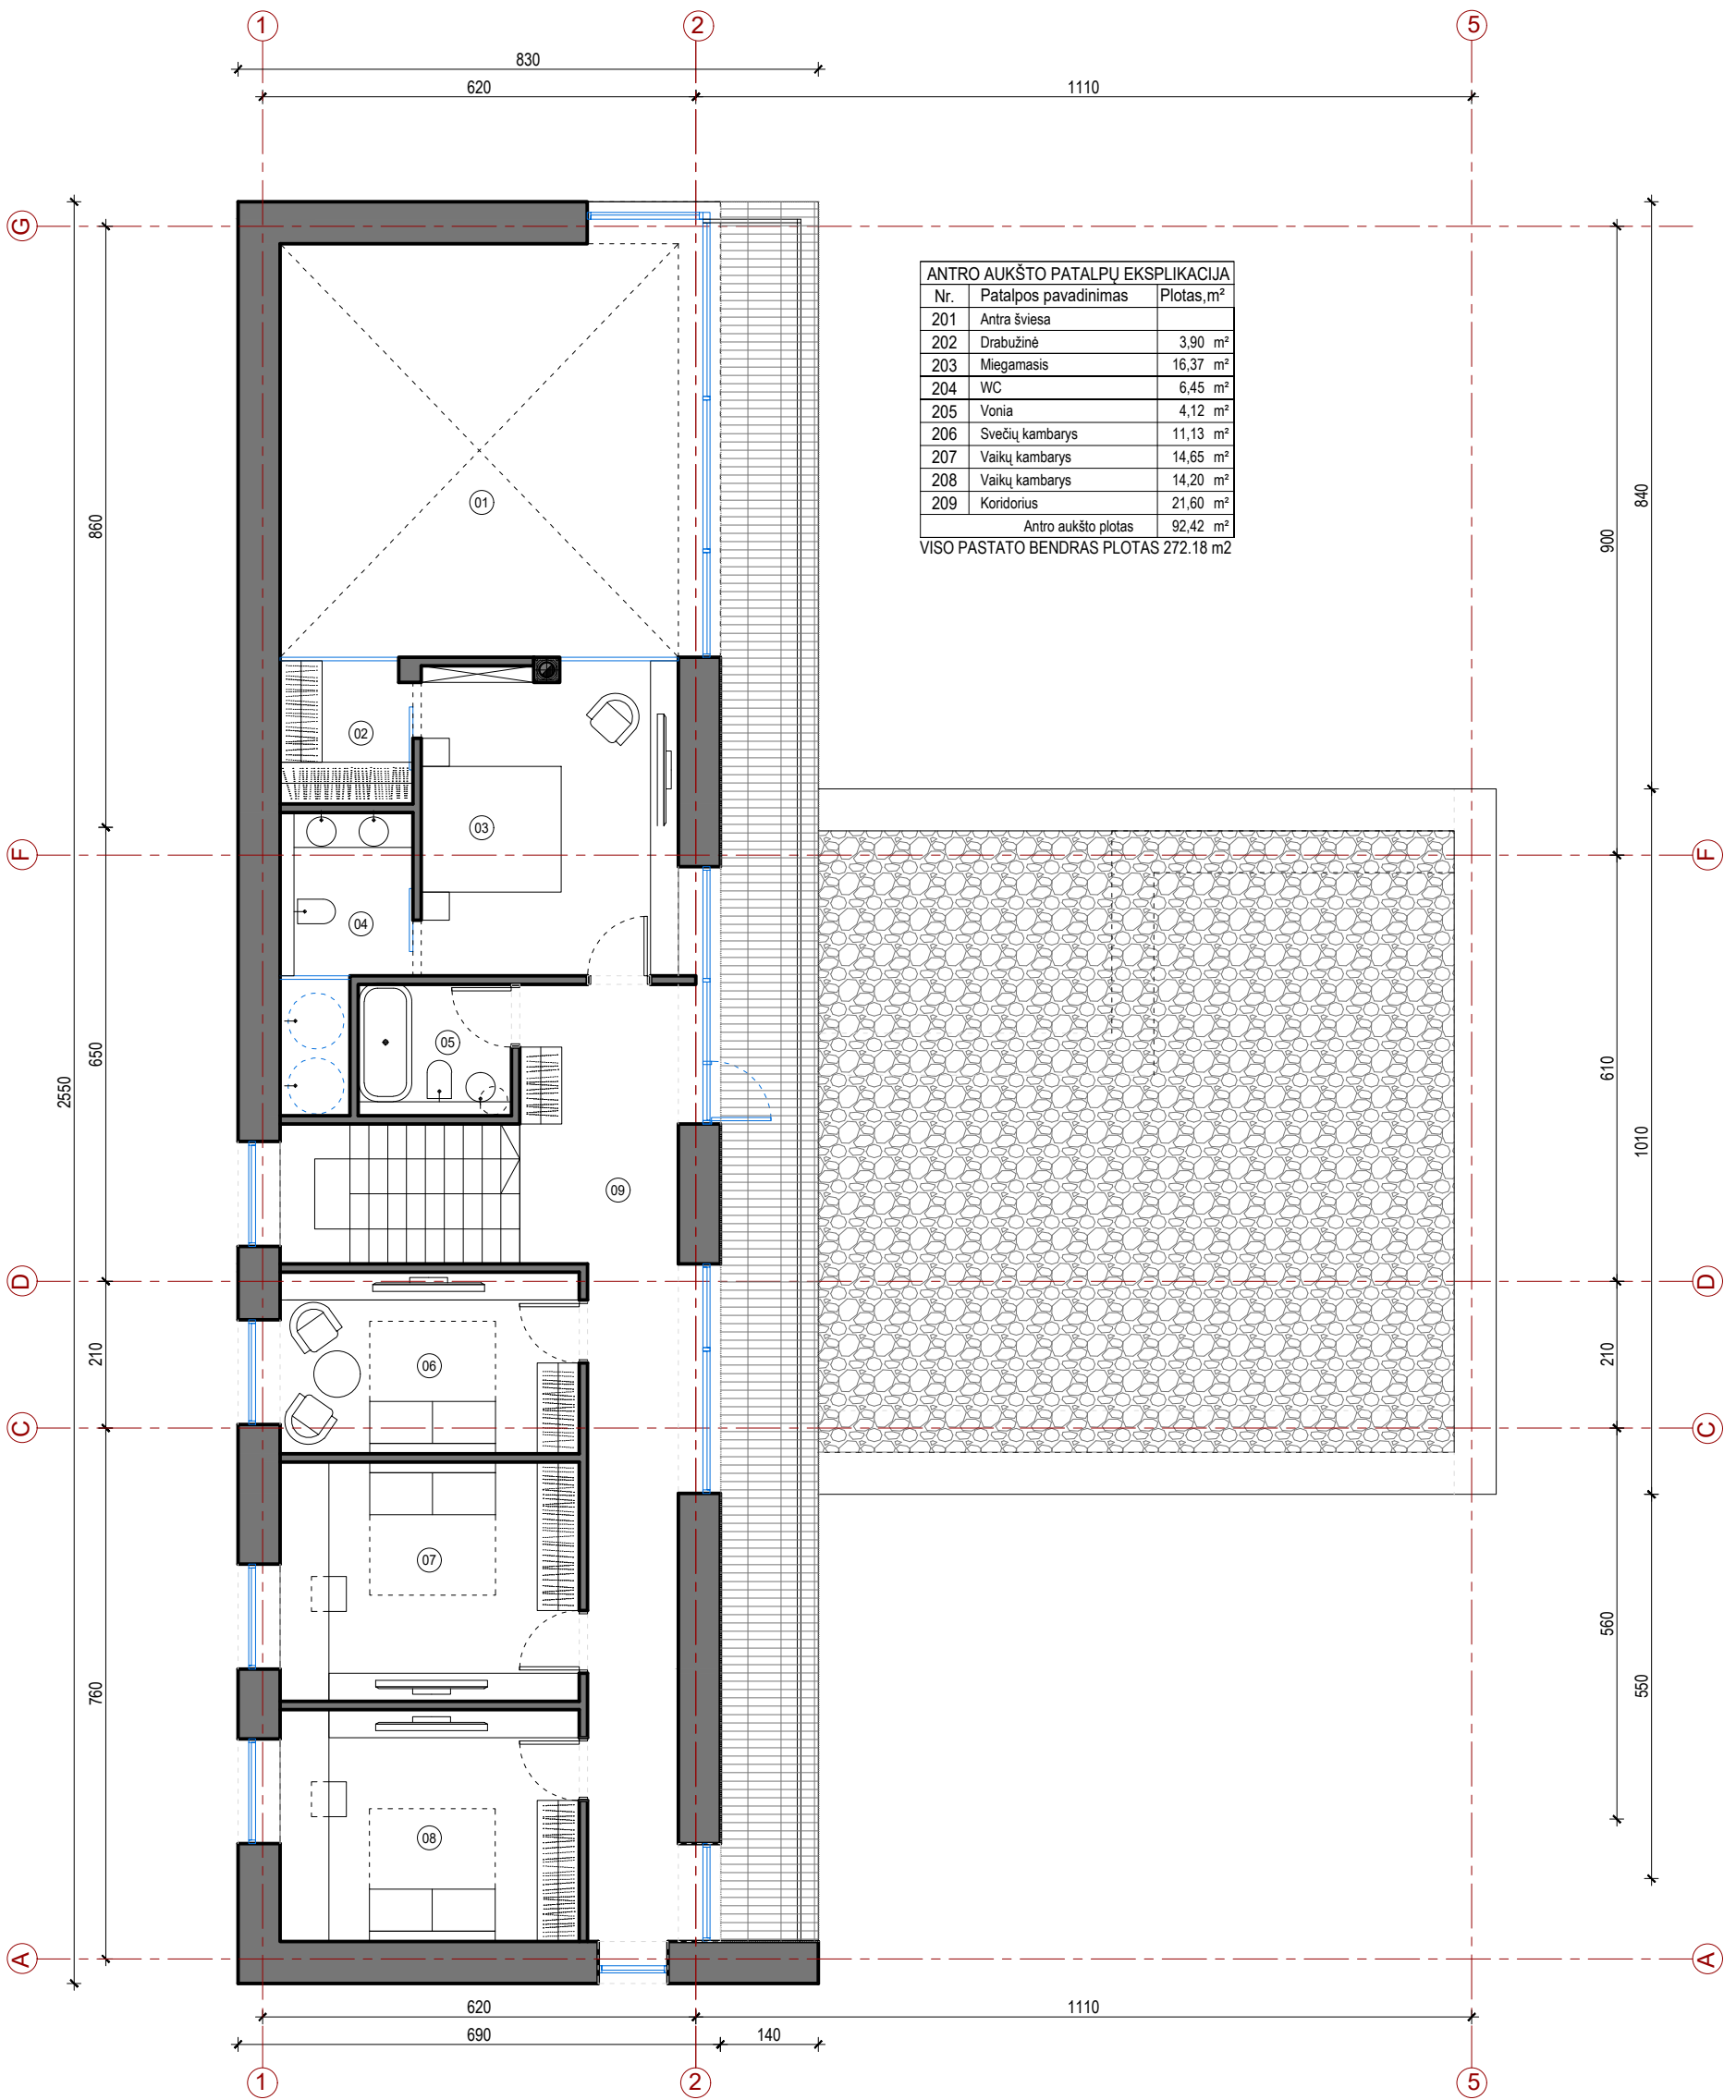 1
2
5
830
620
1110
G
ANTRO AUKŠTO PATALPŲ EKSPLIKACIJA
Nr. Patalpos pavadinimas Plotas,m²
201 Antra šviesa
202 Drabužinė 3,90 m²
203 Miegamasis 16,37 m²
204 WC 6,45 m²
205 Vonia 4,12 m²
206 Svečių kambarys 11,13 m²
207 Vaikų kambarys 14,65 m²
208 Vaikų kambarys 14,20 m²
209 Koridorius 21,60 m²
Antro aukšto plotas 92,42 m²
VISO PASTATO BENDRAS PLOTAS 272.18 m2
01
860
900
840
02
03
F
F
04
05
650
2550
610
1010
09
D
D
210
06
210
C
C
07
560
760
550
08
A
A
620
1110
690
140
1
2
5